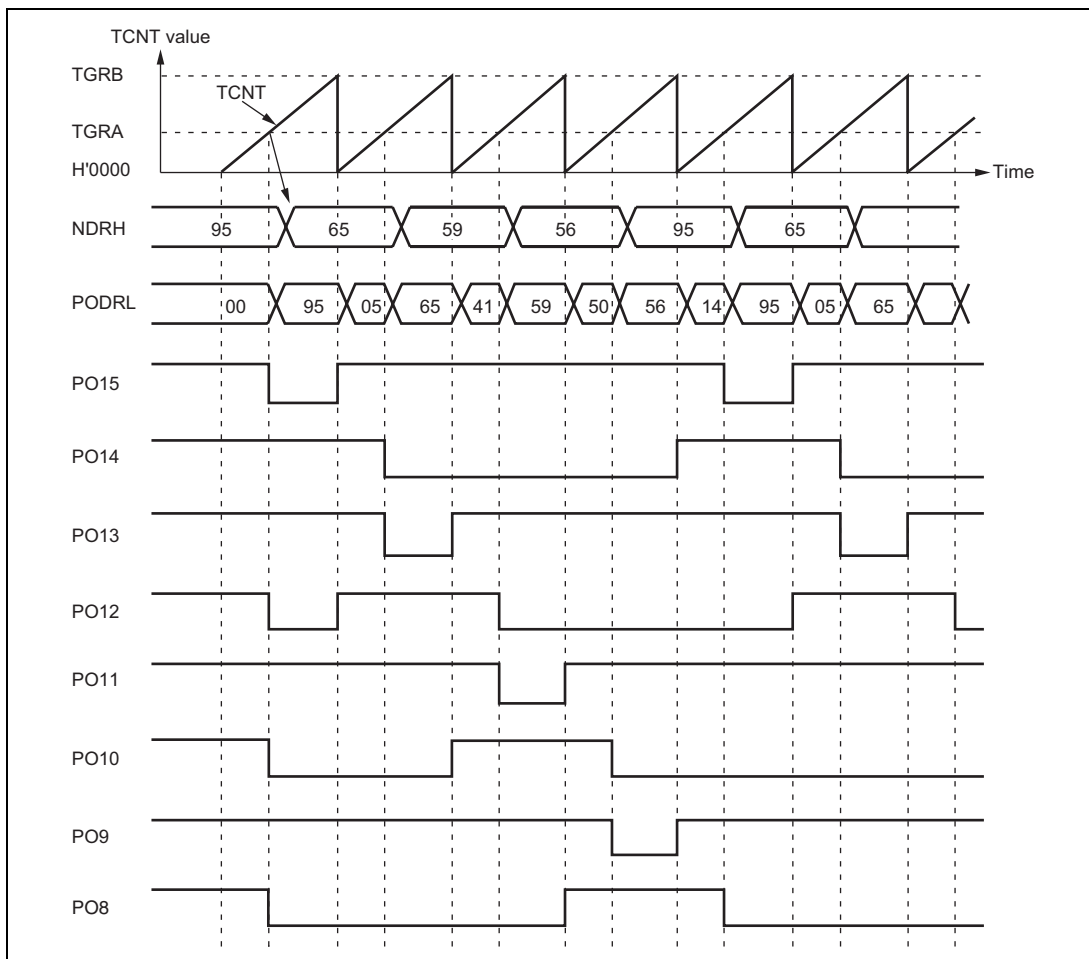 TCNT value
TGRB
TCNT
TGRA
H'0000
Time
NDRH
95 65 59 56 95 65
PODRL
00 95 05 65 41 59 50 56 14 95 05 65
PO15
PO14
PO13
PO12
PO11
PO10
PO9
PO8